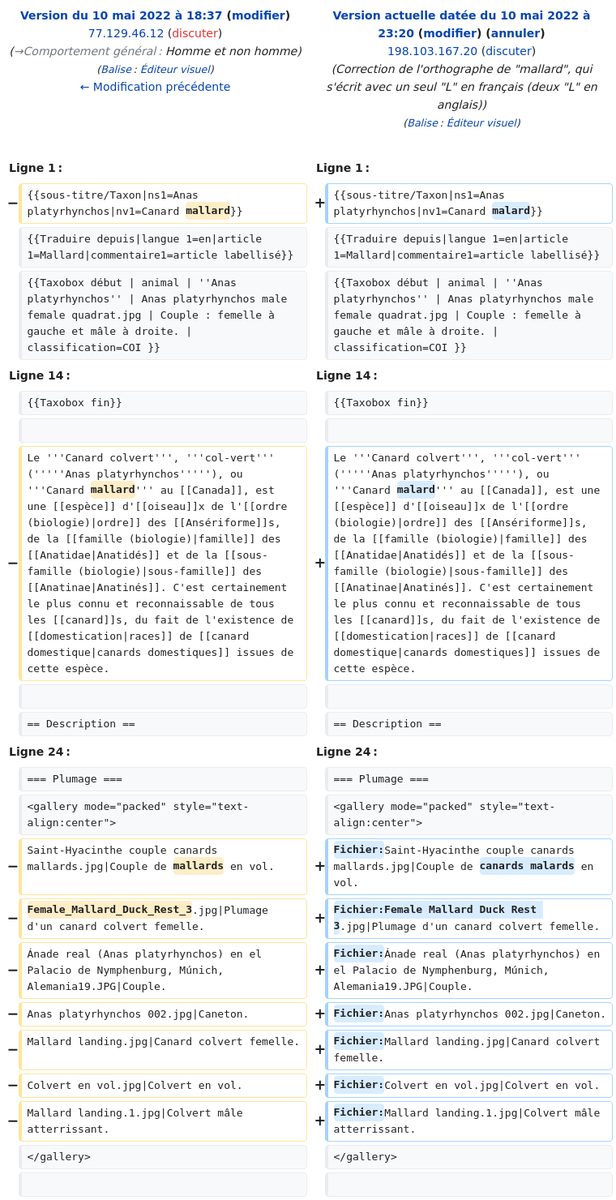 Version du 10 mai 2022 à 18:37 (modifier)
77.129.46.12 (discuter)
(→Comportement général : Homme et non homme)
(Balise : Éditeur visuel)
← Modification précédente
Version actuelle datée du 10 mai 2022 à
23:20 (modifier) (annuler)
198.103.167.20 (discuter)
(Correction de l'orthographe de "mallard", qui
s'écrit avec un seul "L" en français (deux "L" en
anglais))
(Balise : Éditeur visuel)
Ligne 1 :
Ligne 1 :
− {{sous-titre/Taxon|ns1=Anas
platyrhynchos|nv1=Canard mallard}}
+ {{sous-titre/Taxon|ns1=Anas
platyrhynchos|nv1=Canard malard}}
{{Traduire depuis|langue 1=en|article
1=Mallard|commentaire1=article labellisé}}
{{Traduire depuis|langue 1=en|article
1=Mallard|commentaire1=article labellisé}}
{{Taxobox début | animal | ''Anas
platyrhynchos'' | Anas platyrhynchos male
female quadrat.jpg | Couple : femelle à
gauche et mâle à droite. |
classification=COI }}
{{Taxobox début | animal | ''Anas
platyrhynchos'' | Anas platyrhynchos male
female quadrat.jpg | Couple : femelle à
gauche et mâle à droite. |
classification=COI }}
Ligne 14 :
Ligne 14 :
{{Taxobox fin}}
{{Taxobox fin}}
− Le '''Canard colvert''', '''col-vert'''
('''''Anas platyrhynchos'''''), ou
'''Canard mallard''' au [[Canada]], est
une [[espèce]] d'[[oiseau]]x de l'[[ordre
(biologie)|ordre]] des [[Ansériforme]]s,
de la [[famille (biologie)|famille]] des
[[Anatidae|Anatidés]] et de la [[sous-
famille (biologie)|sous-famille]] des
[[Anatinae|Anatinés]]. C'est certainement
le plus connu et reconnaissable de tous
les [[canard]]s, du fait de l'existence de
[[domestication|races]] de [[canard
domestique|canards domestiques]] issues de
cette espèce.
+ Le '''Canard colvert''', '''col-vert'''
('''''Anas platyrhynchos'''''), ou
'''Canard malard''' au [[Canada]], est une
[[espèce]] d'[[oiseau]]x de l'[[ordre
(biologie)|ordre]] des [[Ansériforme]]s,
de la [[famille (biologie)|famille]] des
[[Anatidae|Anatidés]] et de la [[sous-
famille (biologie)|sous-famille]] des
[[Anatinae|Anatinés]]. C'est certainement
le plus connu et reconnaissable de tous
les [[canard]]s, du fait de l'existence de
[[domestication|races]] de [[canard
domestique|canards domestiques]] issues de
cette espèce.
== Description ==
== Description ==
Ligne 24 :
Ligne 24 :
=== Plumage ===
=== Plumage ===
<gallery mode="packed" style="text-
align:center">
<gallery mode="packed" style="text-
align:center">
− Saint-Hyacinthe couple canards
mallards.jpg|Couple de mallards en vol.
+ Fichier:Saint-Hyacinthe couple canards
mallards.jpg|Couple de canards malards en
vol.
− Female_Mallard_Duck_Rest_3.jpg|Plumage
d'un canard colvert femelle.
+ Fichier:Female Mallard Duck Rest
3.jpg|Plumage d'un canard colvert femelle.
− Ánade real (Anas platyrhynchos) en el
Palacio de Nymphenburg, Múnich,
Alemania19.JPG|Couple.
+ Fichier:Ánade real (Anas platyrhynchos) en
el Palacio de Nymphenburg, Múnich,
Alemania19.JPG|Couple.
− Anas platyrhynchos 002.jpg|Caneton.
+ Fichier:Anas platyrhynchos 002.jpg|Caneton.
− Mallard landing.jpg|Canard colvert femelle.
+ Fichier:Mallard landing.jpg|Canard colvert
femelle.
− Colvert en vol.jpg|Colvert en vol.
+ Fichier:Colvert en vol.jpg|Colvert en vol.
− Mallard landing.1.jpg|Colvert mâle
atterrissant.
+ Fichier:Mallard landing.1.jpg|Colvert mâle
atterrissant.
</gallery>
</gallery>